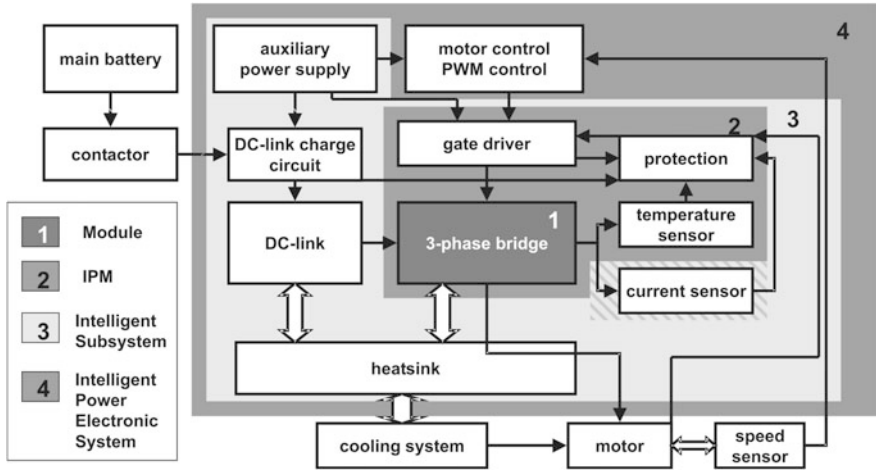 main battery
auxiliary
power supply
motor control
PWM control
4
contactor
DC-link charge
circuit
gate driver
2
3
protection
1
Module
2
IPM
3
Intelligent
Subsystem
4
Intelligent
Power
Electronic
System
DC-link
1
3-phase bridge
temperature
sensor
current sensor
heatsink
cooling system
motor
speed
sensor